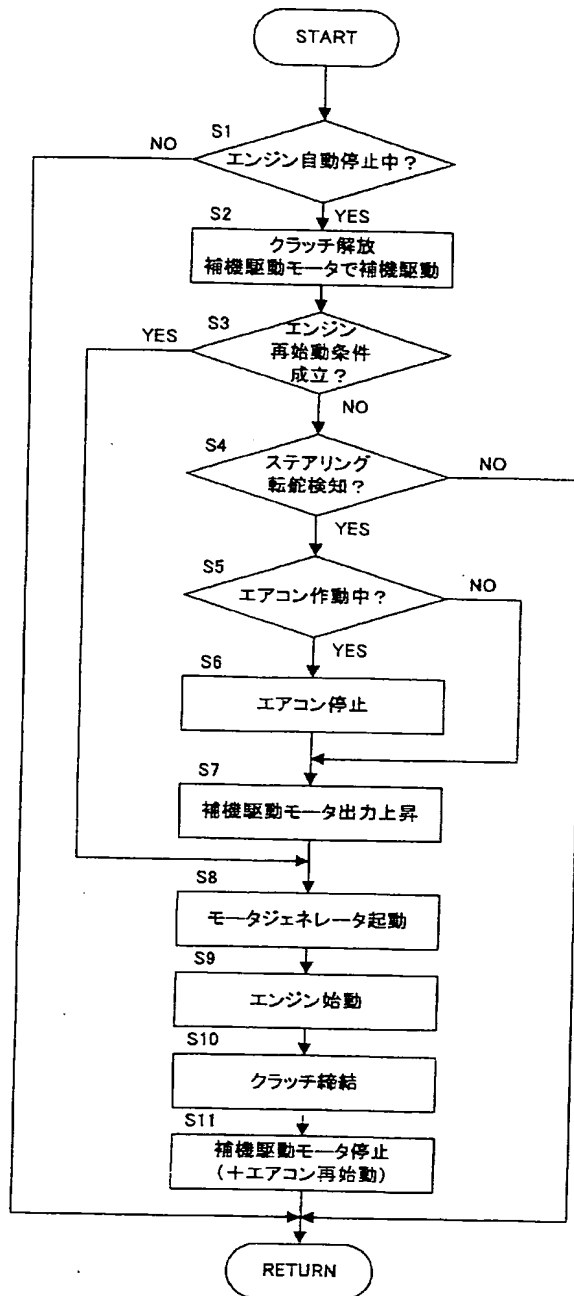 START
S1
NO
エンジン自動停止中？
S2
YES
クラッチ解放
補機駆動モータで補機駆動
S3
YES
エンジン
再始動条件
成立？
NO
S4
ステアリング
転舵検知？
NO
YES
S5
エアコン作動中？
NO
YES
S6
エアコン停止
S7
補機駆動モータ出力上昇
S8
モータジェネレータ起動
S9
エンジン始動
S10
クラッチ締結
S11
補機駆動モータ停止
(＋エアコン再始動)
RETURN